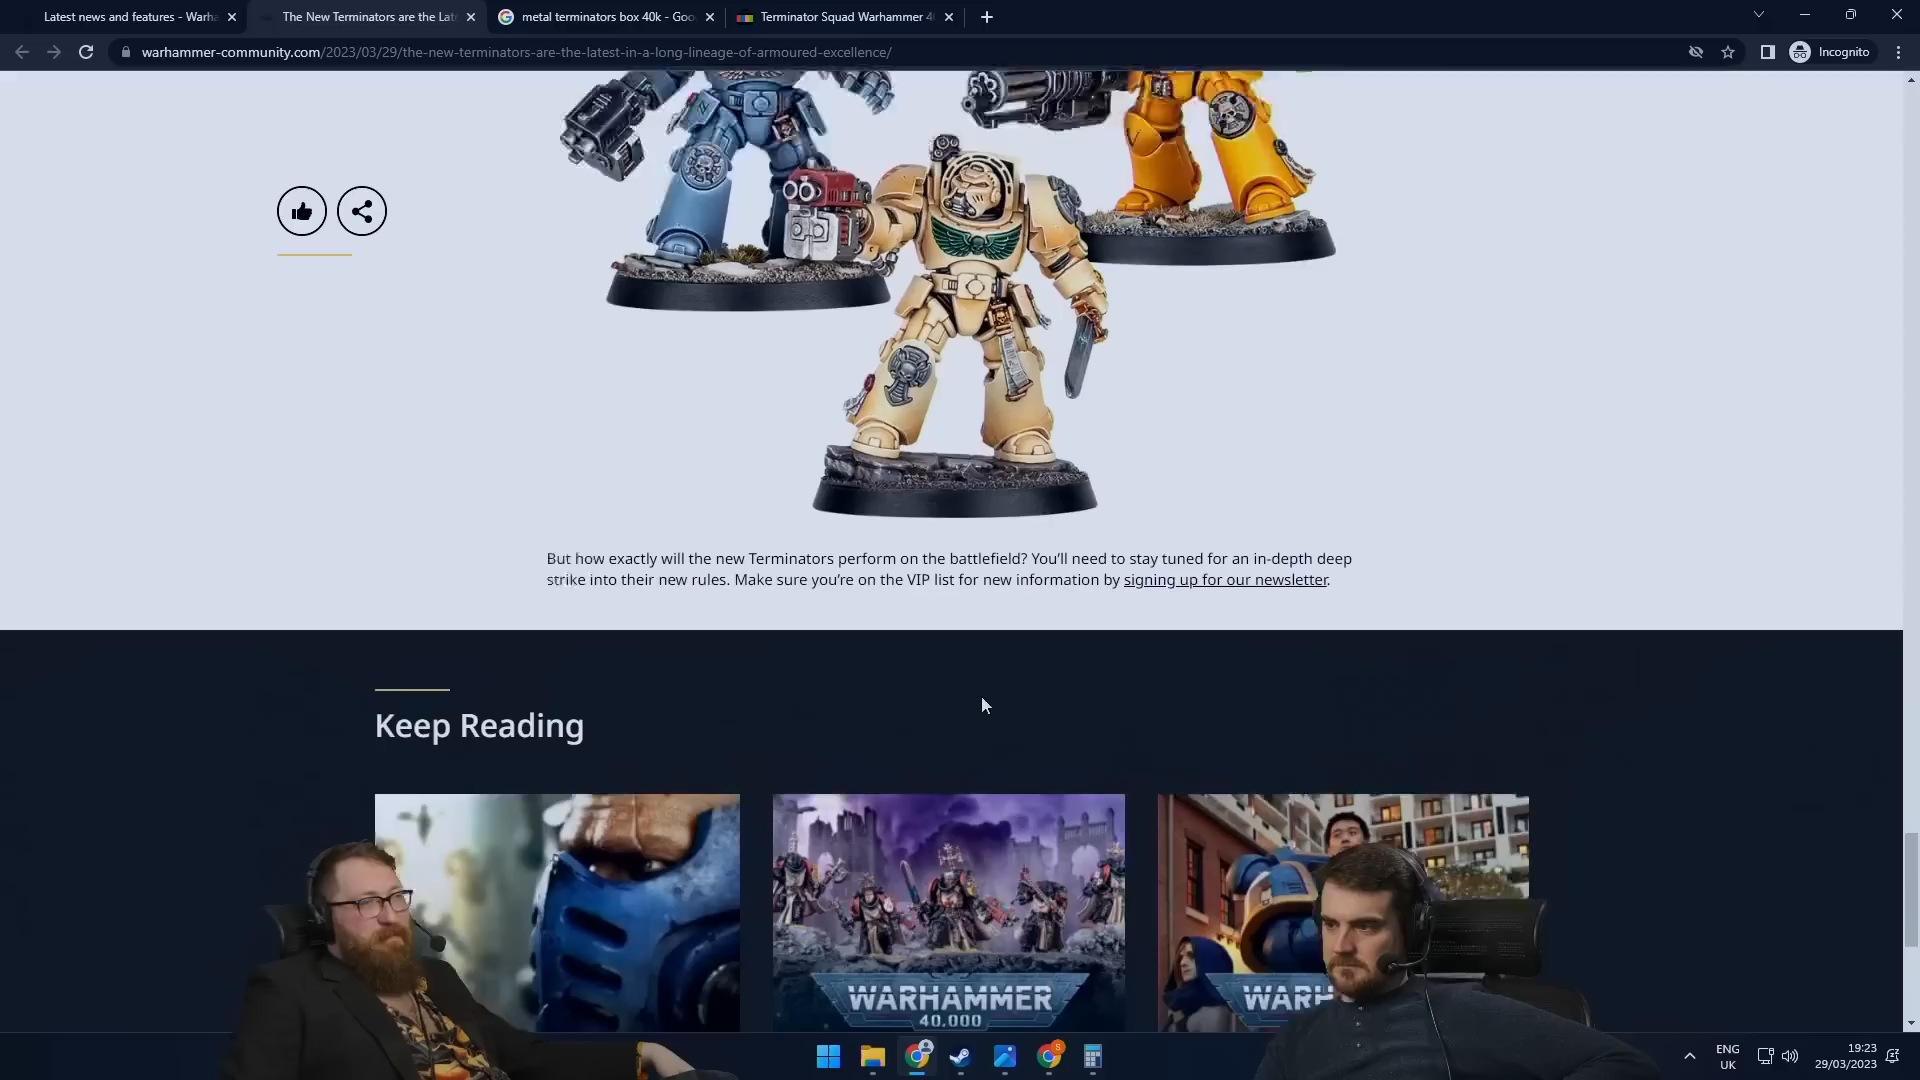 Latest news and features - Warha
The New Terminators are the Lat
metal terminators box 40k - Goo
Terminator Squad Warhammer 4
warhammer-community.com/2023/03/29/the-new-terminators-are-the-latest-in-a-long-lineage-of-armoured-excellence/
Incognito
But how exactly will the new Terminators perform on the battlefield? You’ll need to stay tuned for an in-depth deep
strike into their new rules. Make sure you’re on the VIP list for new information by signing up for our newsletter.
Keep Reading
WARHAMMER
40,000
WARH
ENG
UK
19:23
29/03/2023